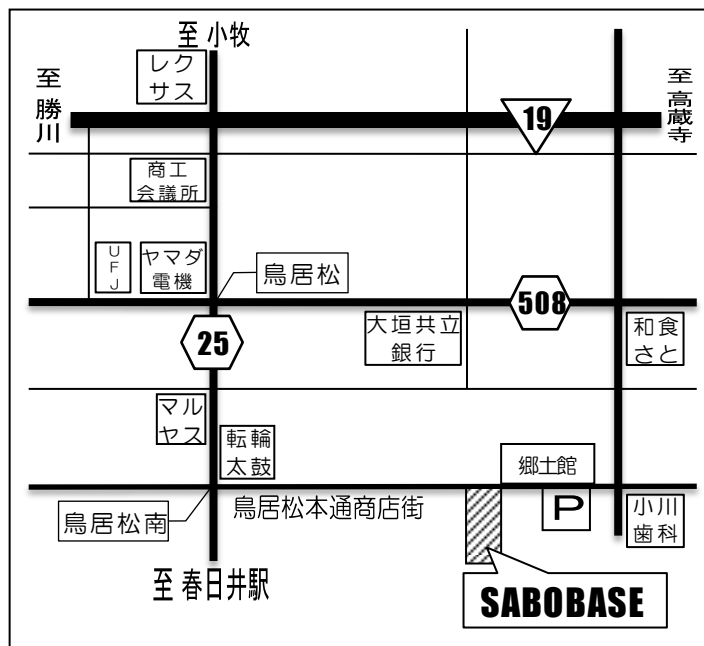 至 小牧
レク
サス
至
勝
川
19
至
高
蔵
寺
商工
会議所
U
F
J
ヤマダ
電機
鳥居松
508
25
大垣共立
銀行
和食
さと
マル
ヤス
転輪
太鼓
郷土館
鳥居松南
鳥居松本通商店街
P
小川
歯科
至 春日井駅
SABOBASE